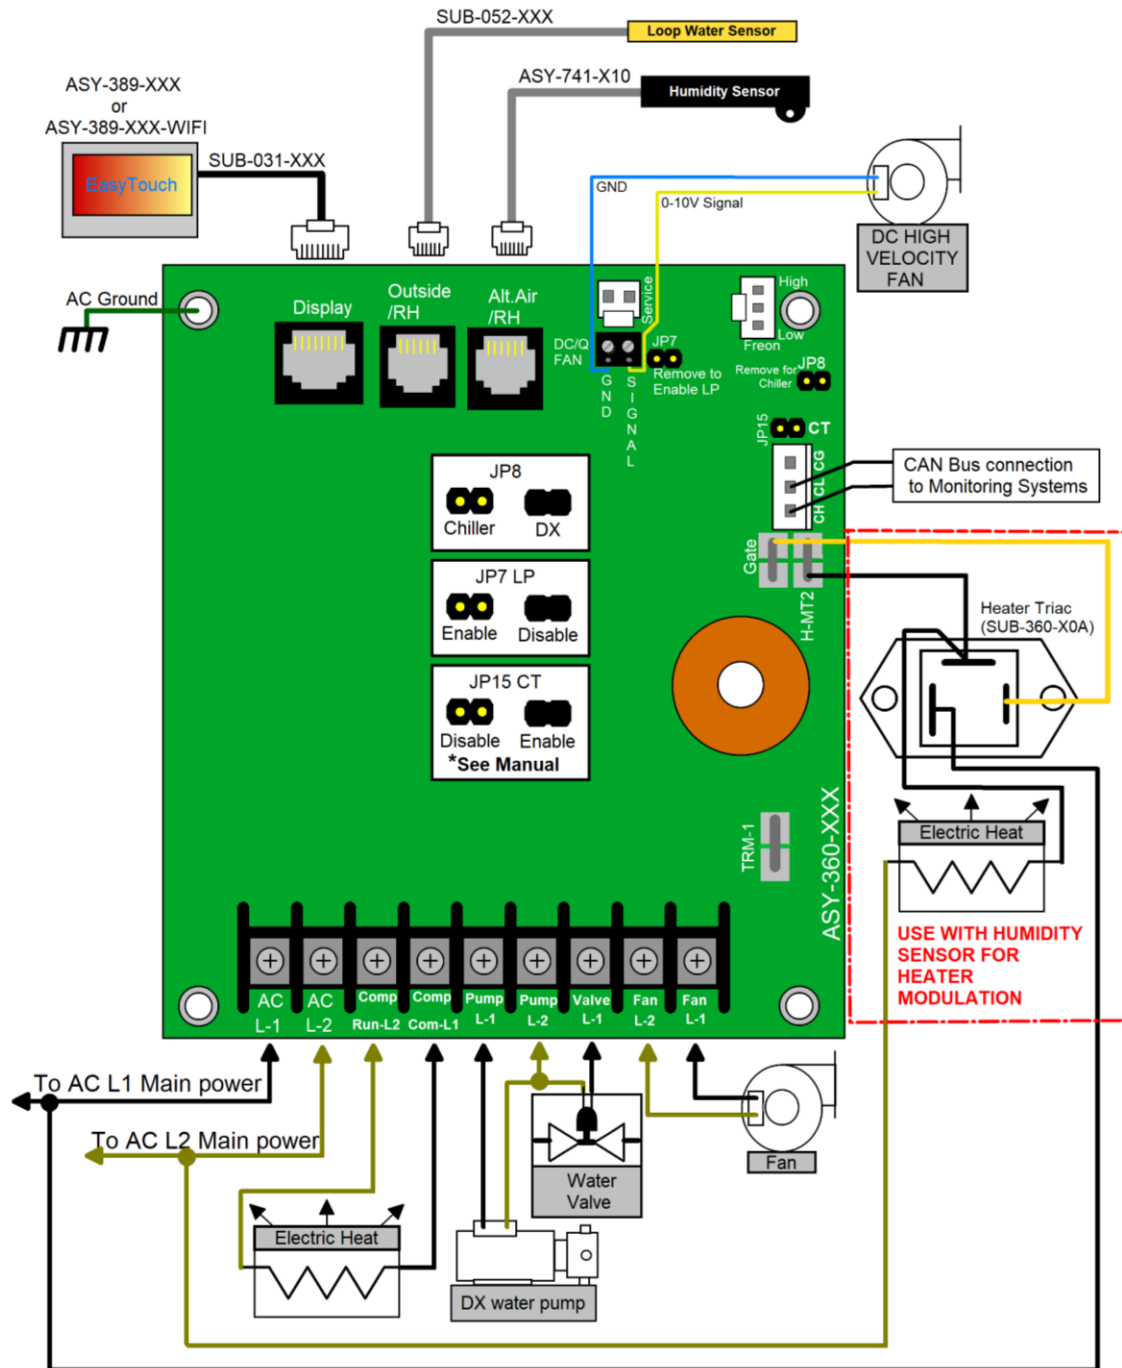 SUB-052-XXX
Loop Water Sensor
ASY-741-X10
Humidity Sensor
ASY-389-XXX
or
ASY-389-XXX-WIFI
EasyTouch
SUB-031-XXX
GND
0-10V Signal
DC HIGH
VELOCITY
FAN
AC Ground
Display
Outside
/RH
Alt.Air
/RH
Service
DC/Q
FAN
GND
SIGNAL
JP7
Remove to
Enable LP
High
Low
Freon
Remove for
Chiller
JP8
JP15
CT
CH CL CG
CAN Bus connection
to Monitoring Systems
JP8
Chiller
DX
JP7 LP
Enable
Disable
JP15 CT
Disable
Enable
*See Manual
Gate
H-MT2
Heater Triac
(SUB-360-X0A)
Electric Heat
USE WITH HUMIDITY
SENSOR FOR
HEATER
MODULATION
TRM-1
ASY-360-XXX
AC
L-1
AC
L-2
Comp
Run-L2
Comp
Com-L1
Pump
L-1
Pump
L-2
Valve
L-1
Fan
L-2
Fan
L-1
To AC L1 Main power
To AC L2 Main power
Electric Heat
DX water pump
Water
Valve
Fan